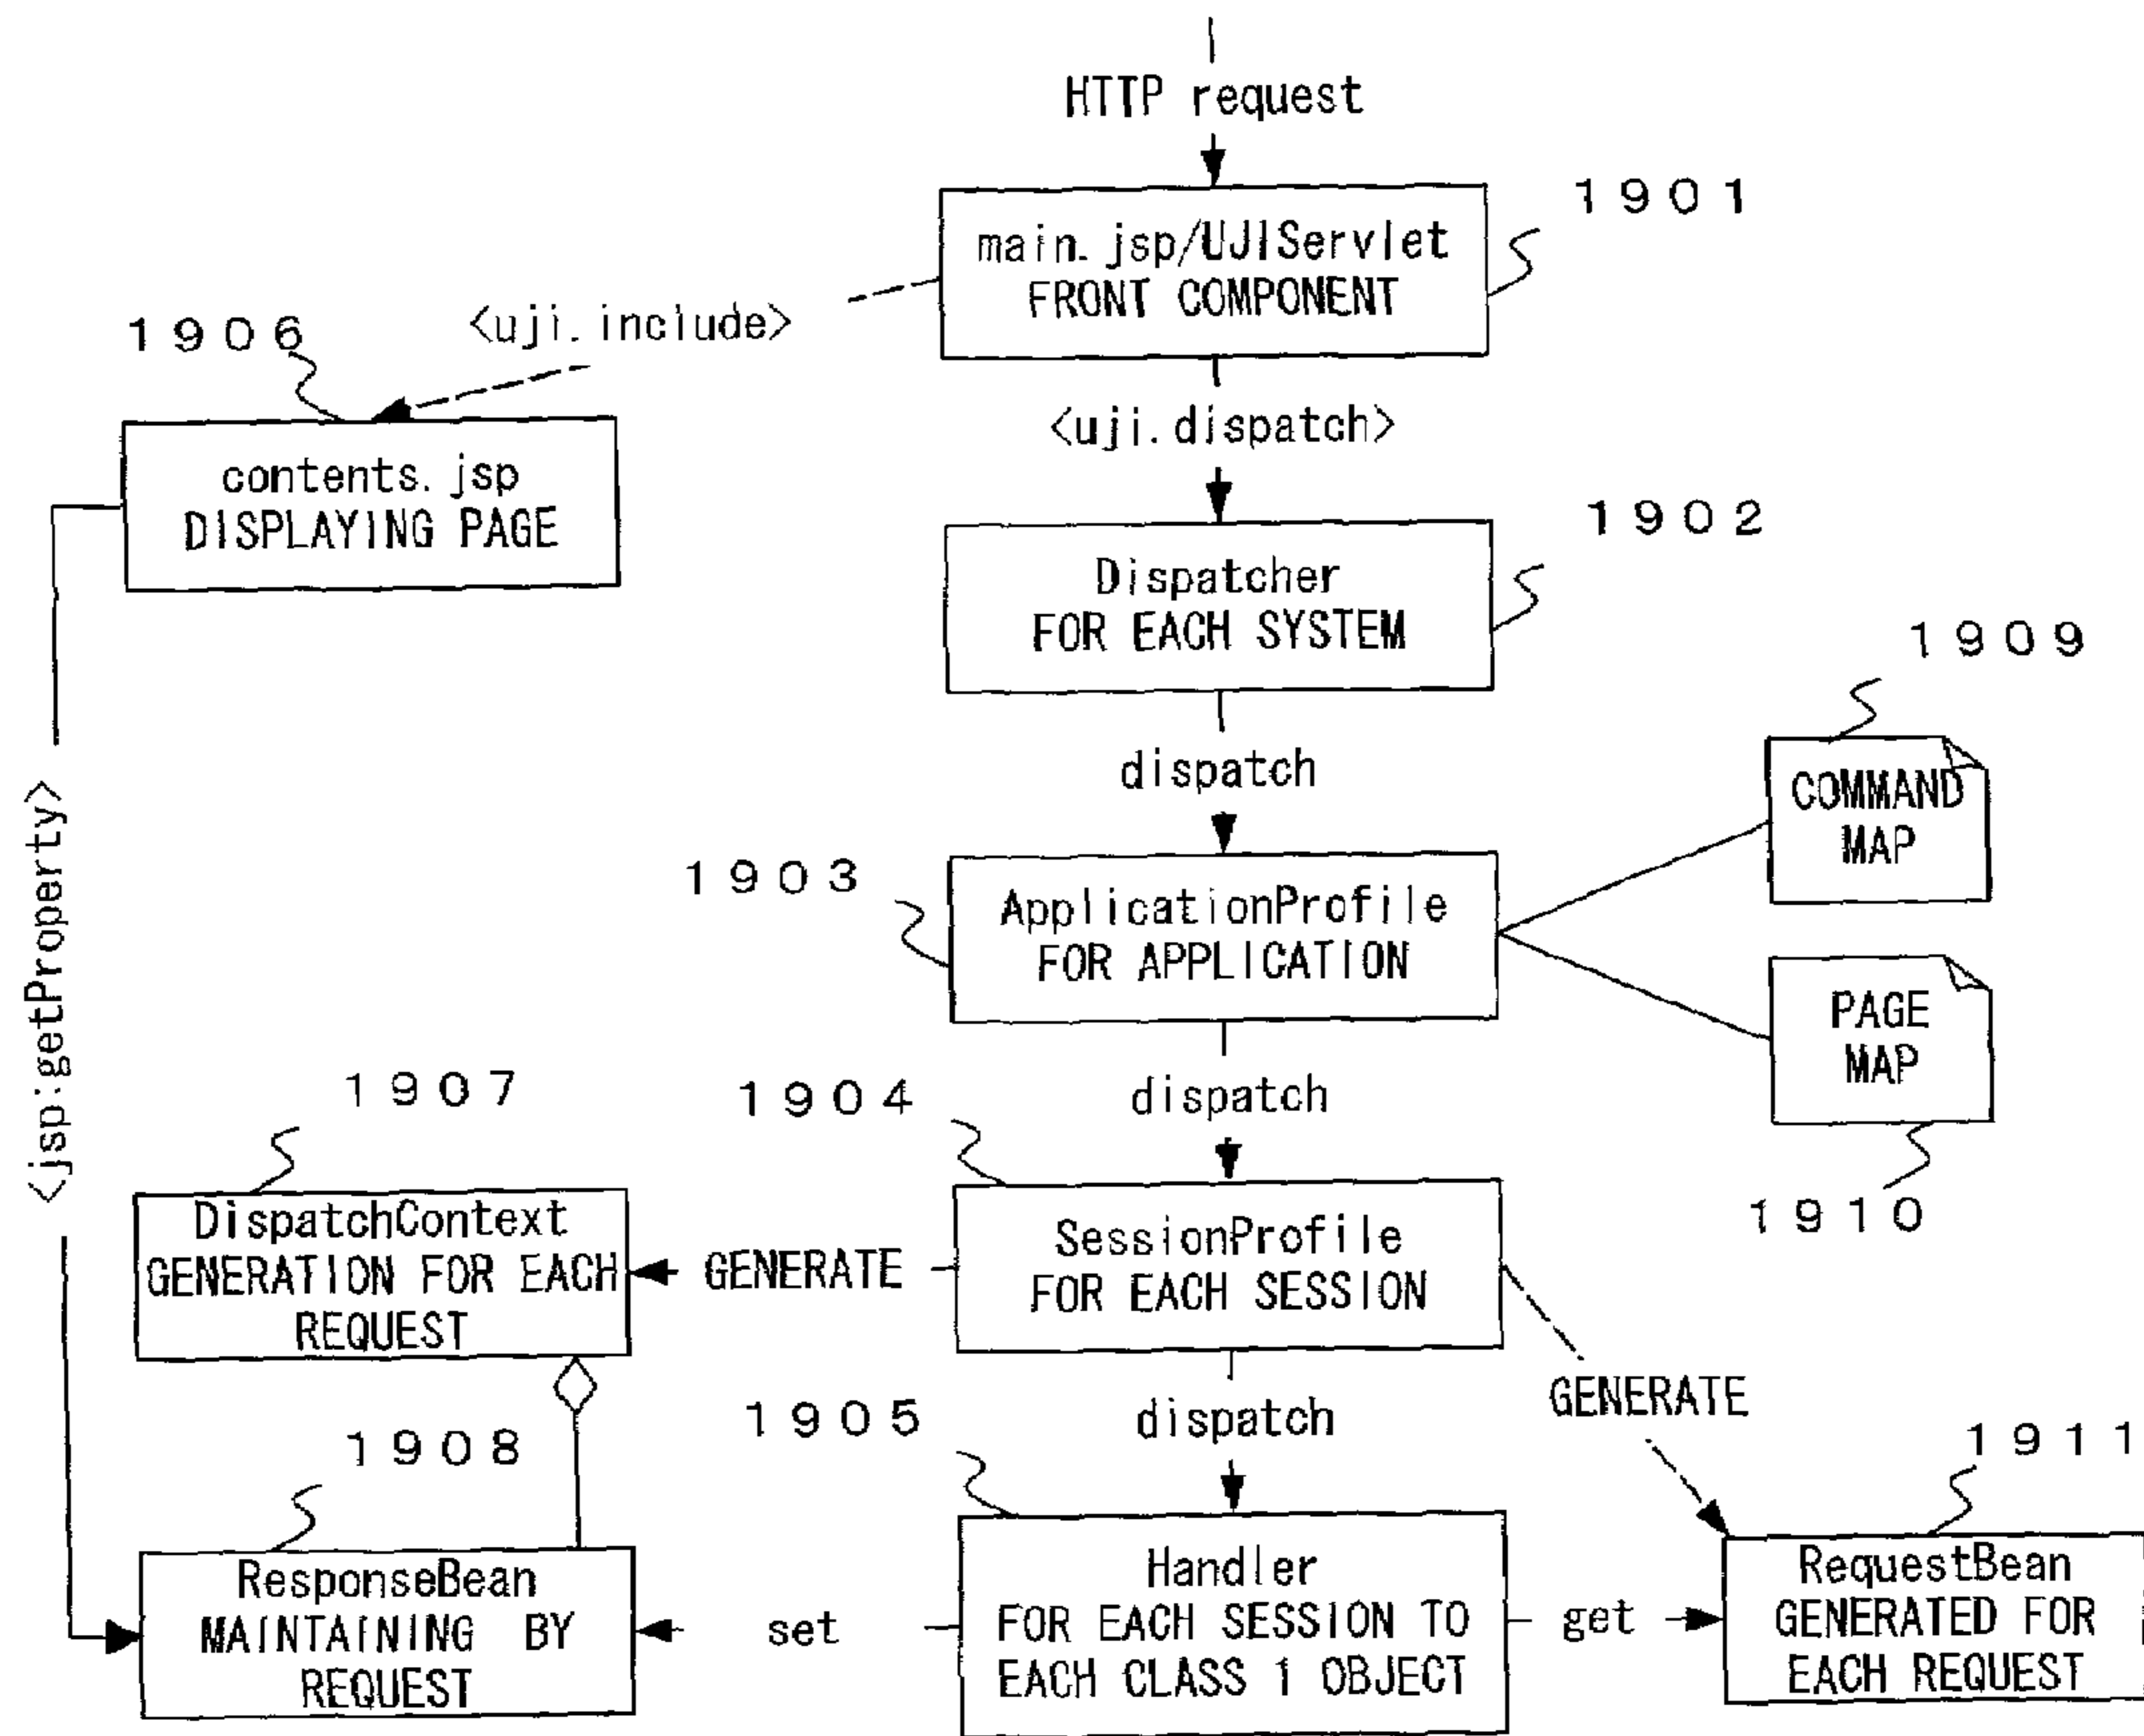 HTTP request
1901
main.jsp/UJIServlet
FRONT COMPONENT
1906
<uji.include>
<uji.dispatch>
contents.jsp
DISPLAYING PAGE
1902
Dispatcher
FOR EACH SYSTEM
1909
dispatch
COMMAND
MAP
<jsp:getProperty>
1903
ApplicationProfile
FOR APPLICATION
PAGE
MAP
1907
1904
dispatch
1910
DispatchContext
GENERATION FOR EACH
REQUEST
GENERATE
SessionProfile
FOR EACH SESSION
GENERATE
1905
dispatch
1908
1911
ResponseBean
MAINTAINING BY
REQUEST
set
Handler
FOR EACH SESSION TO
EACH CLASS 1 OBJECT
get
RequestBean
GENERATED FOR
EACH REQUEST